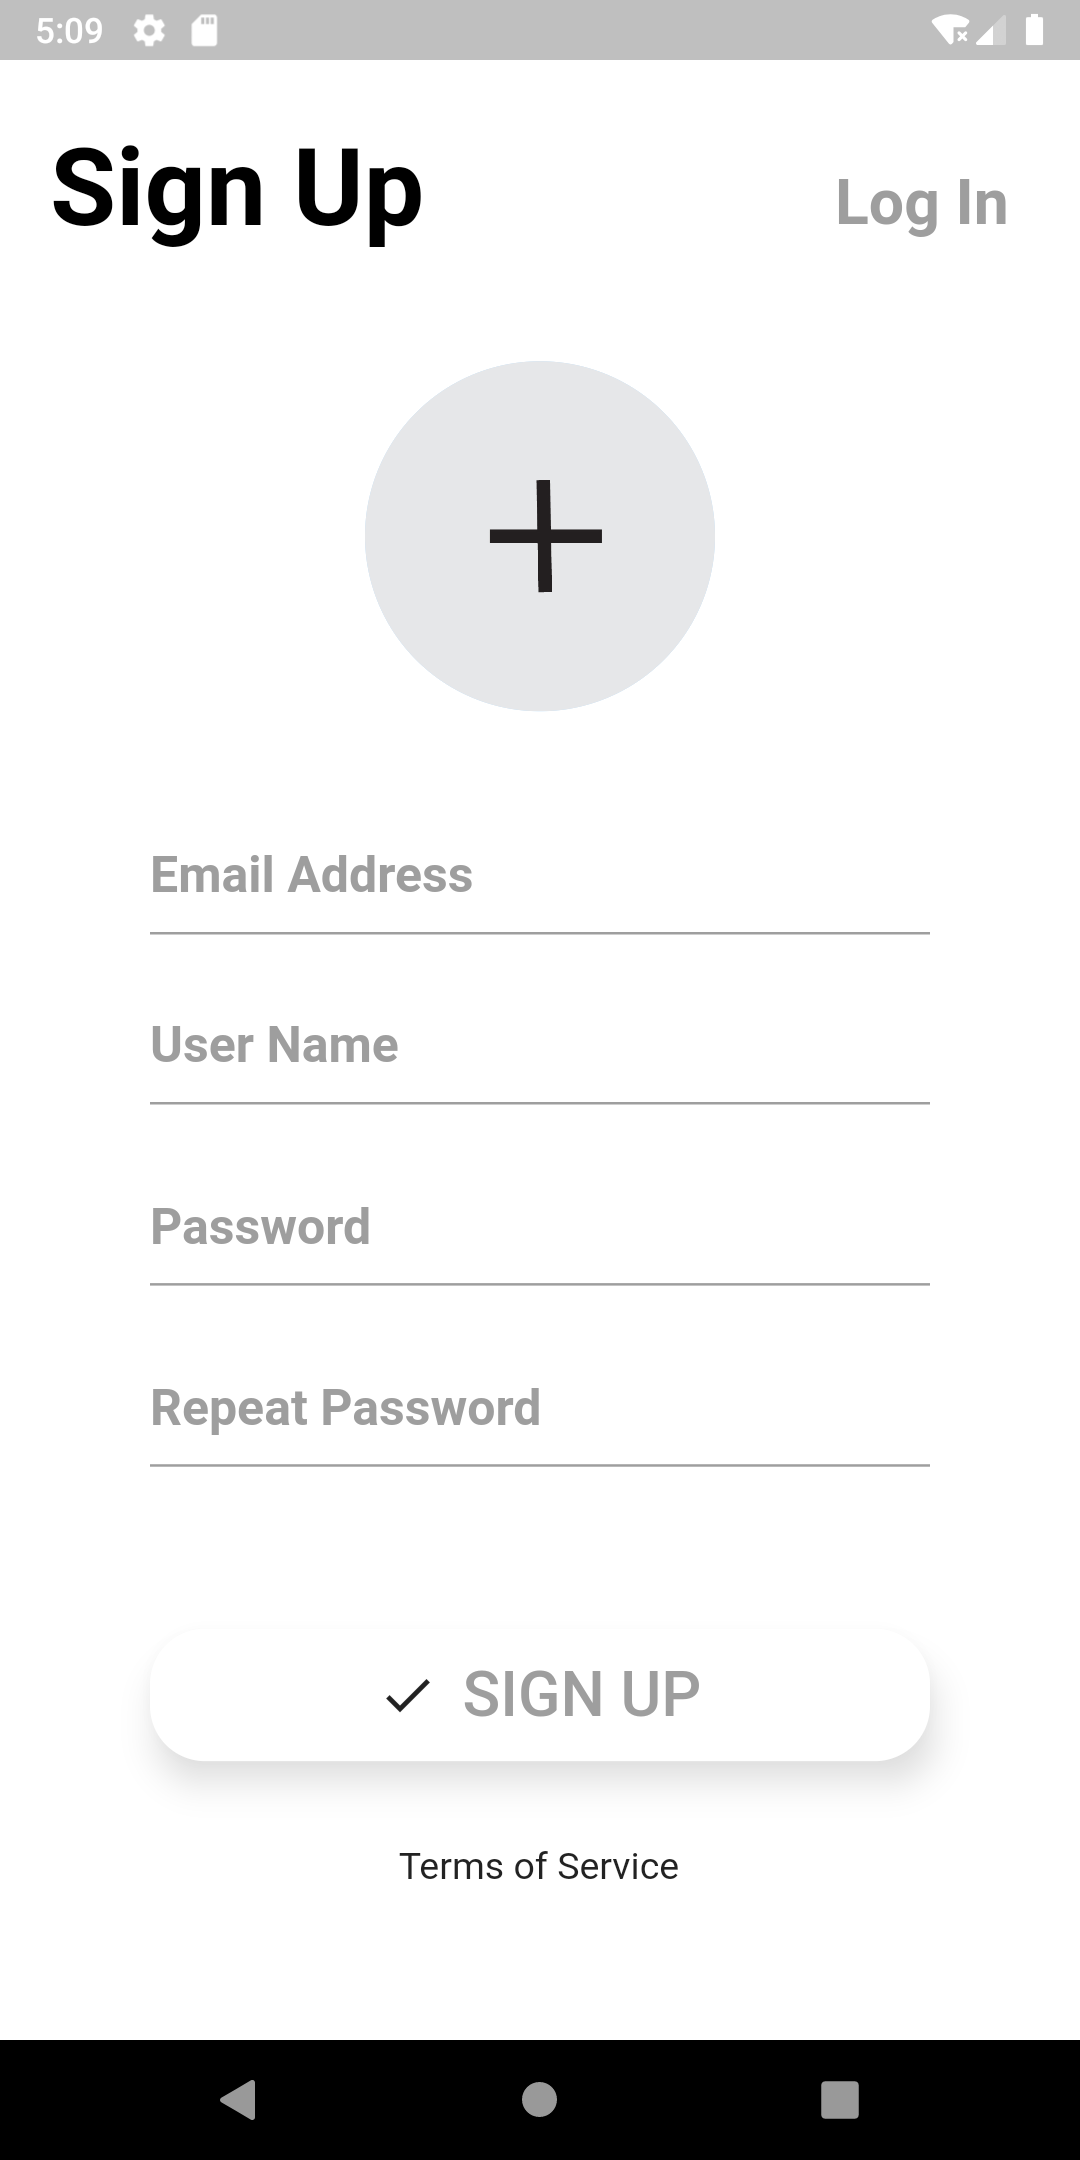 5:09
Sign Up
Log In
Email Address
User Name
Password
Repeat Password
SIGN UP
Terms of Service